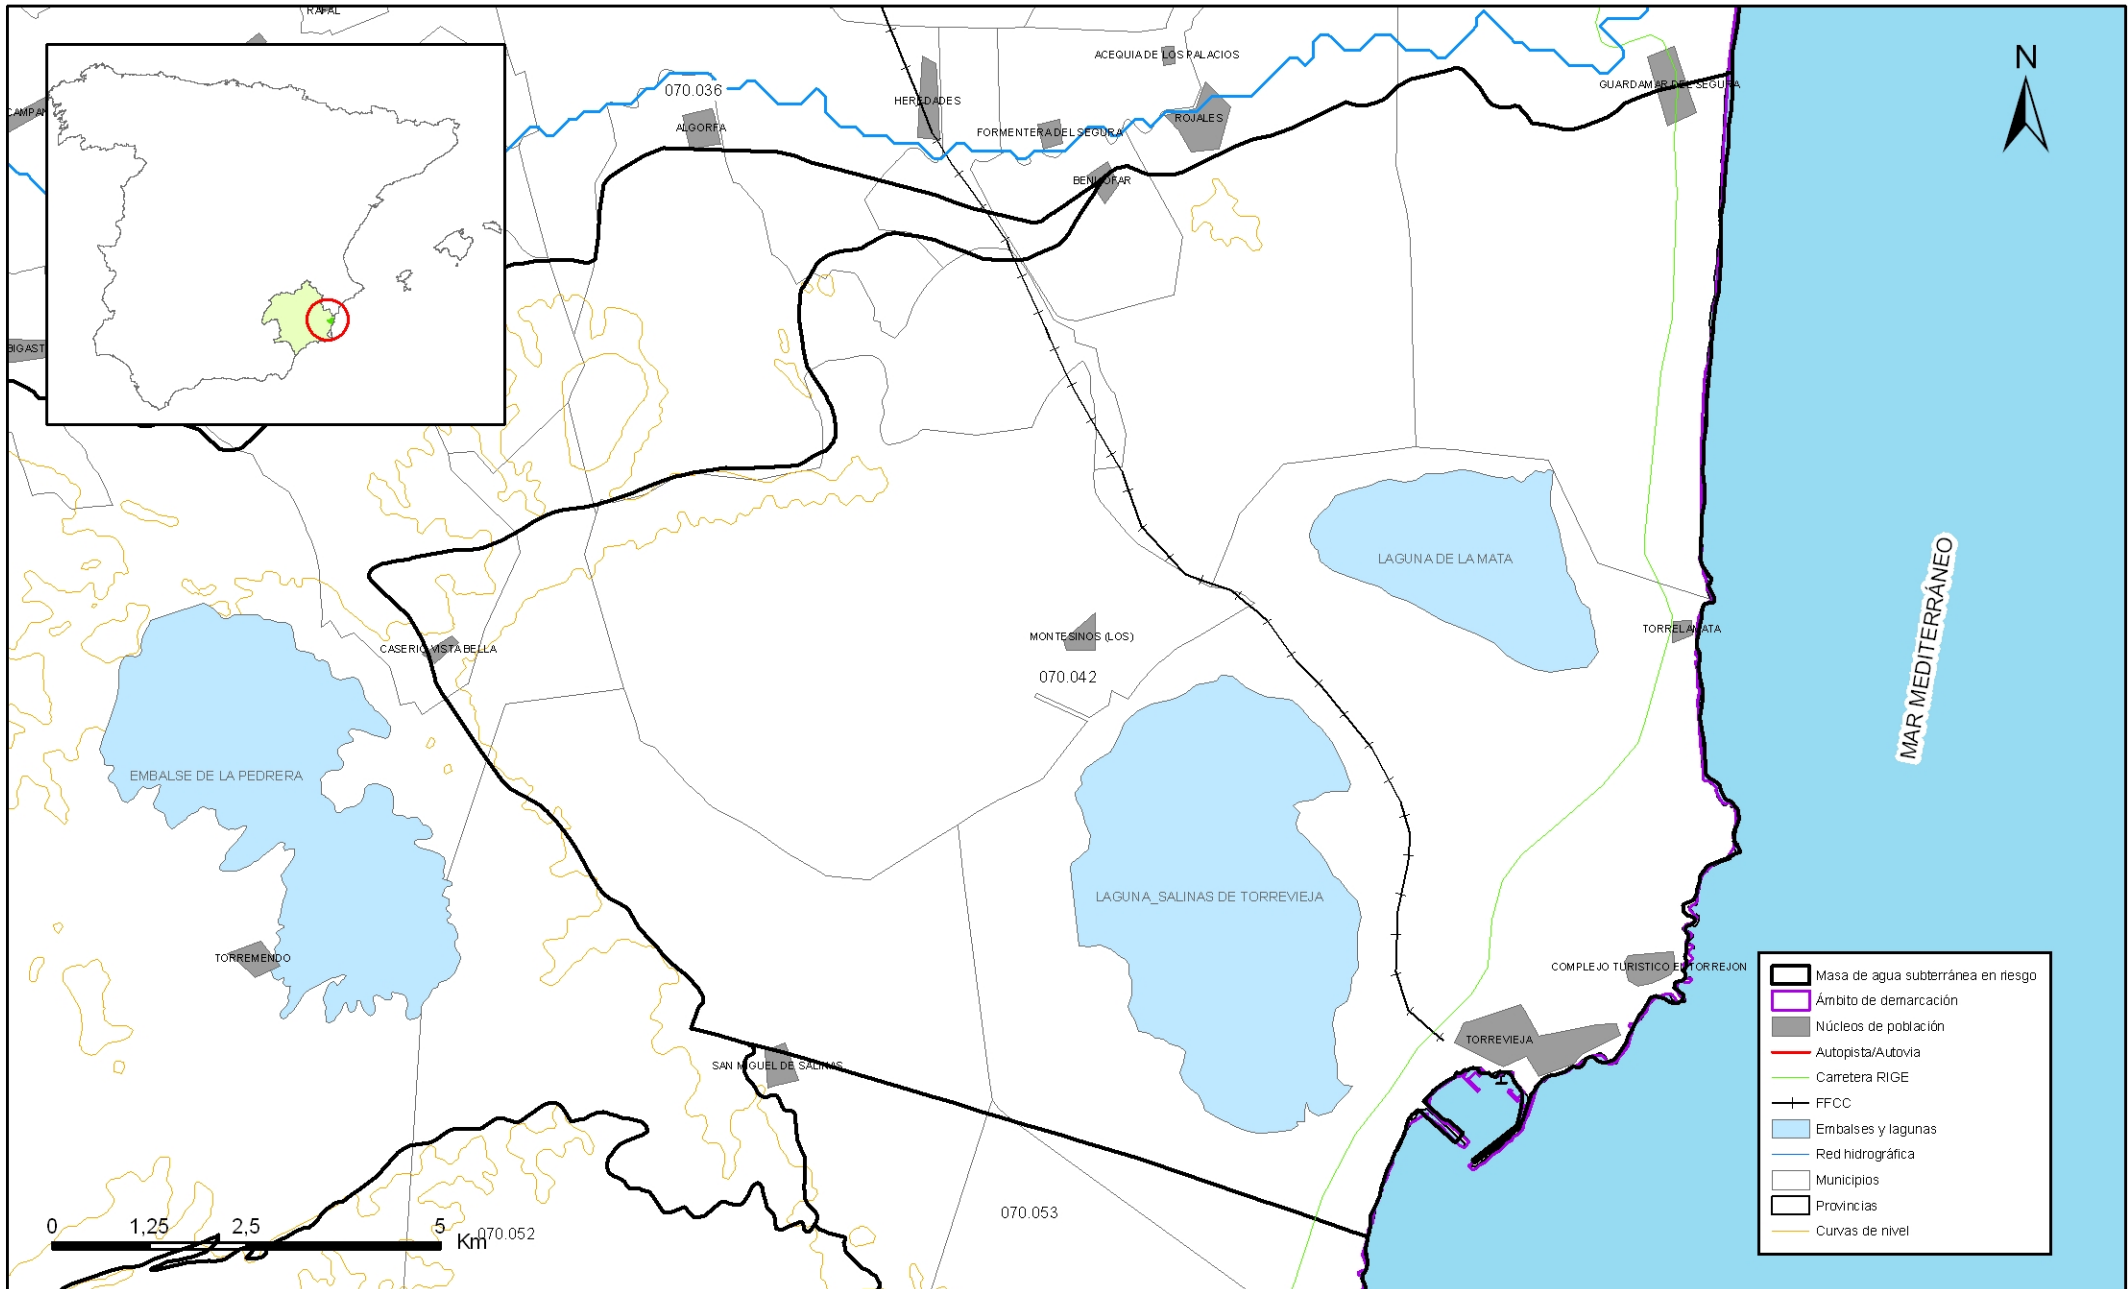 RAFAL
ACEQUIA DE LOS PALACIOS
N
GUARDAMAR DEL SEGURA
070.036
HEREDADES
ALGORFA
FORMENTERA DEL SEGURA
ROJALES
BENIJOFAR
LAGUNA DE LA MATA
MAR MEDITERRÁNEO
TORRELAMATA
MONTESINOS (LOS)
CASERIO VISTABELLA
070.042
EMBALSE DE LA PEDRERA
LAGUNA_SALINAS DE TORREVIEJA
TORREMENDO
COMPLEJO TURISTICO EN TORREJON
TORREVIEJA
SAN MIGUEL DE SALINAS
070.053
070.052
0 1,25 2,5 5
Km
Masa de agua subterránea en riesgo
Ámbito de demarcación
Núcleos de población
Autopista/Autovia
Carretera RIGE
FFCC
Embalses y lagunas
Red hidrográfica
Municipios
Provincias
Curvas de nivel